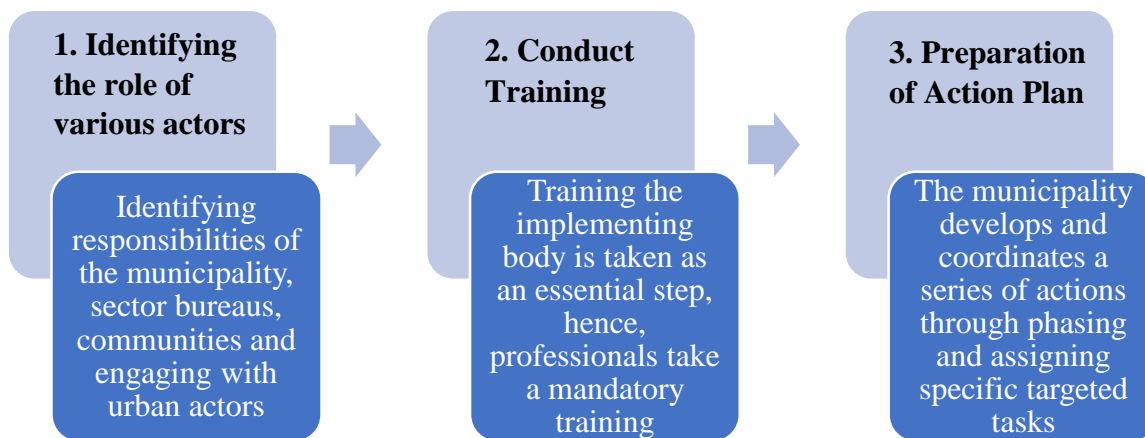 1. Identifying
the role of
various actors
Identifying
responsibilities of
the municipality,
sector bureaus,
communities and
engaging with
urban actors
2. Conduct
Training
Training the
implementing
body is taken as
an essential step,
hence,
professionals take
a mandatory
training
3. Preparation
of Action Plan
The municipality
develops and
coordinates a
series of actions
through phasing
and assigning
specific targeted
tasks